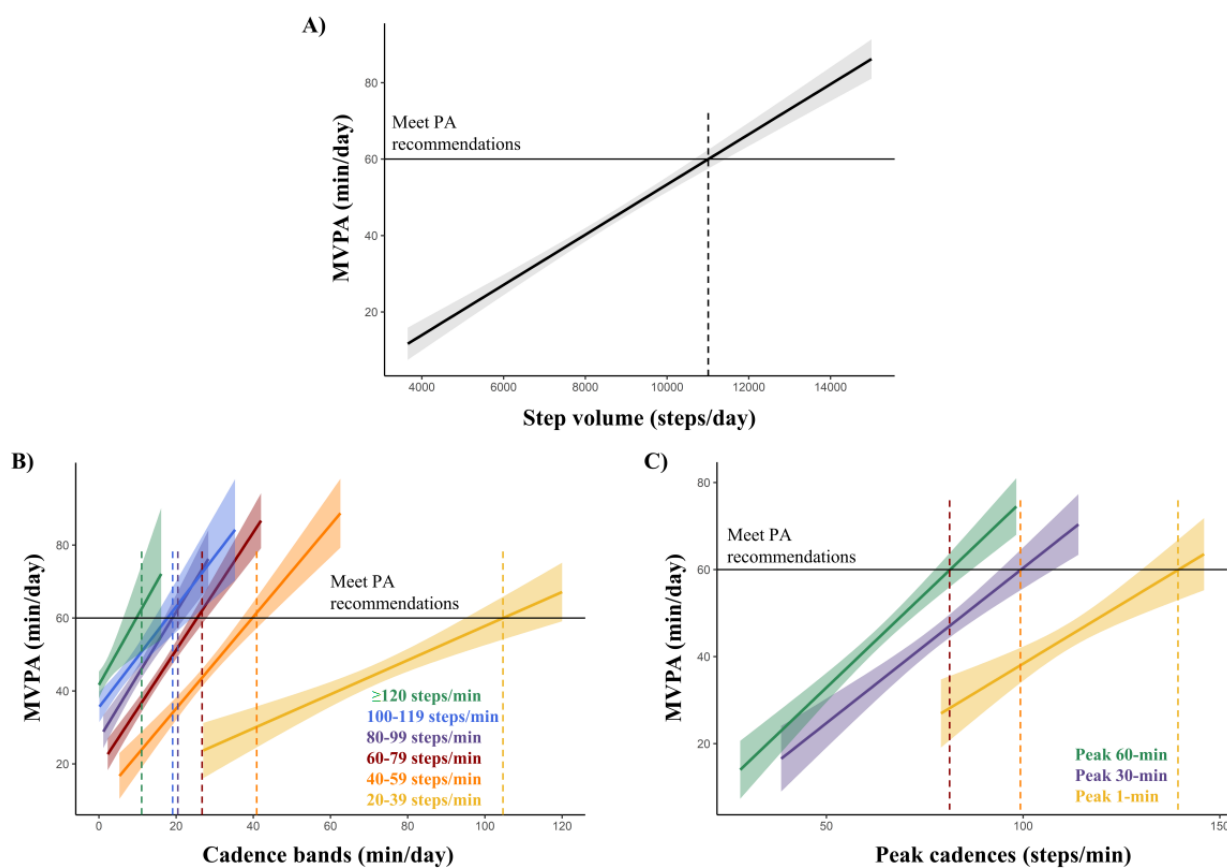 A)
MVPA (min/day)
80
60
40
20
Meet PA
recommendations
4000 6000 8000 10000 12000 14000
Step volume (steps/day)
B)
MVPA (min/day)
80
60
40
20
Meet PA
recommendations
≥120 steps/min
100-119 steps/min
80-99 steps/min
60-79 steps/min
40-59 steps/min
20-39 steps/min
0 20 40 60 80 100 120
Cadence bands (min/day)
C)
MVPA (min/day)
80
60
40
20
Meet PA
recommendations
Peak 60-min
Peak 30-min
Peak 1-min
50 100 150
Peak cadences (steps/min)